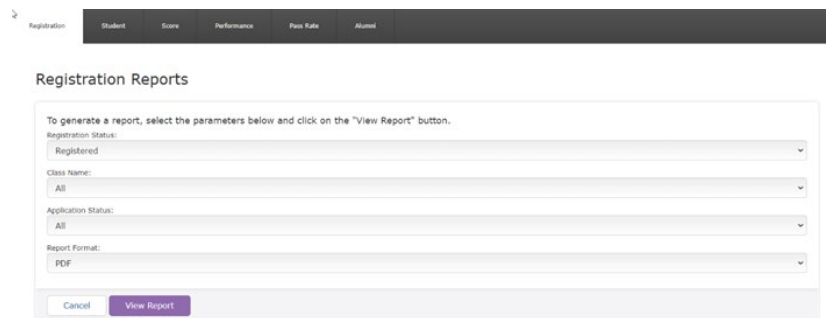 Registration Student Score Performance Pass Rate Alumni
Registration Reports
To generate a report, select the parameters below and click on the "View Report" button.
Registration Status:
Registered
Class Name:
All
Application Status:
All
Report Format:
PDF
Cancel View Report